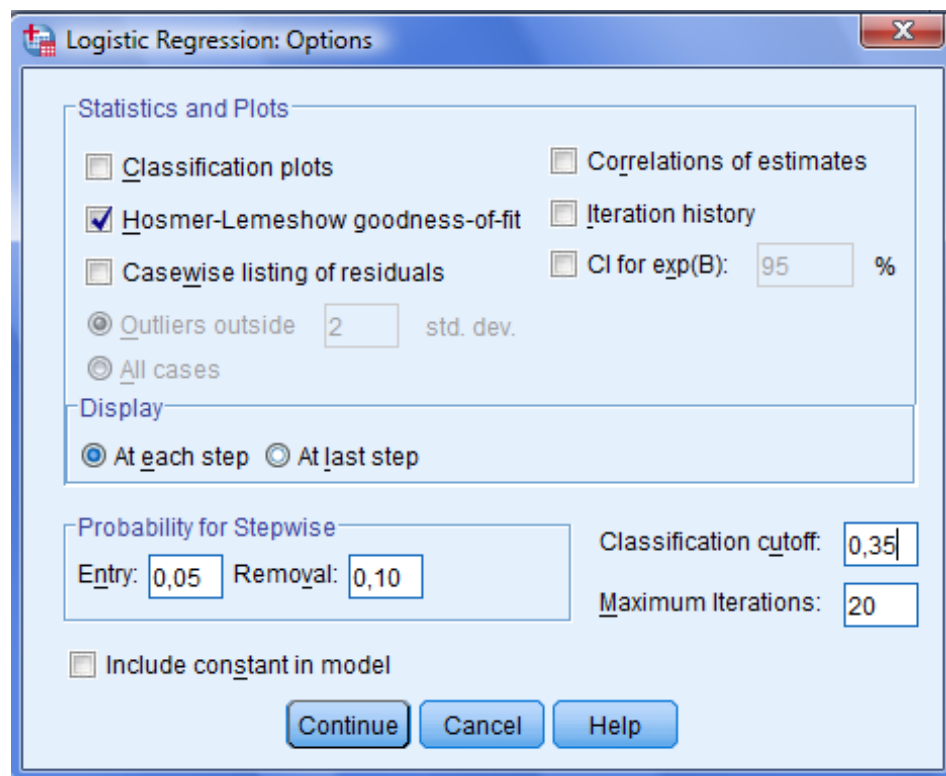 Logistic Regression: Options
Statistics and Plots
Classification plots
Correlations of estimates
Hosmer-Lemeshow goodness-of-fit
Iteration history
Casewise listing of residuals
CI for exp(B): 95 %
Outliers outside 2 std. dev.
All cases
Display
At each step At last step
Probability for Stepwise
Entry: 0,05 Removal: 0,10
Classification cutoff: 0,35
Maximum Iterations: 20
Include constant in model
Continue Cancel Help